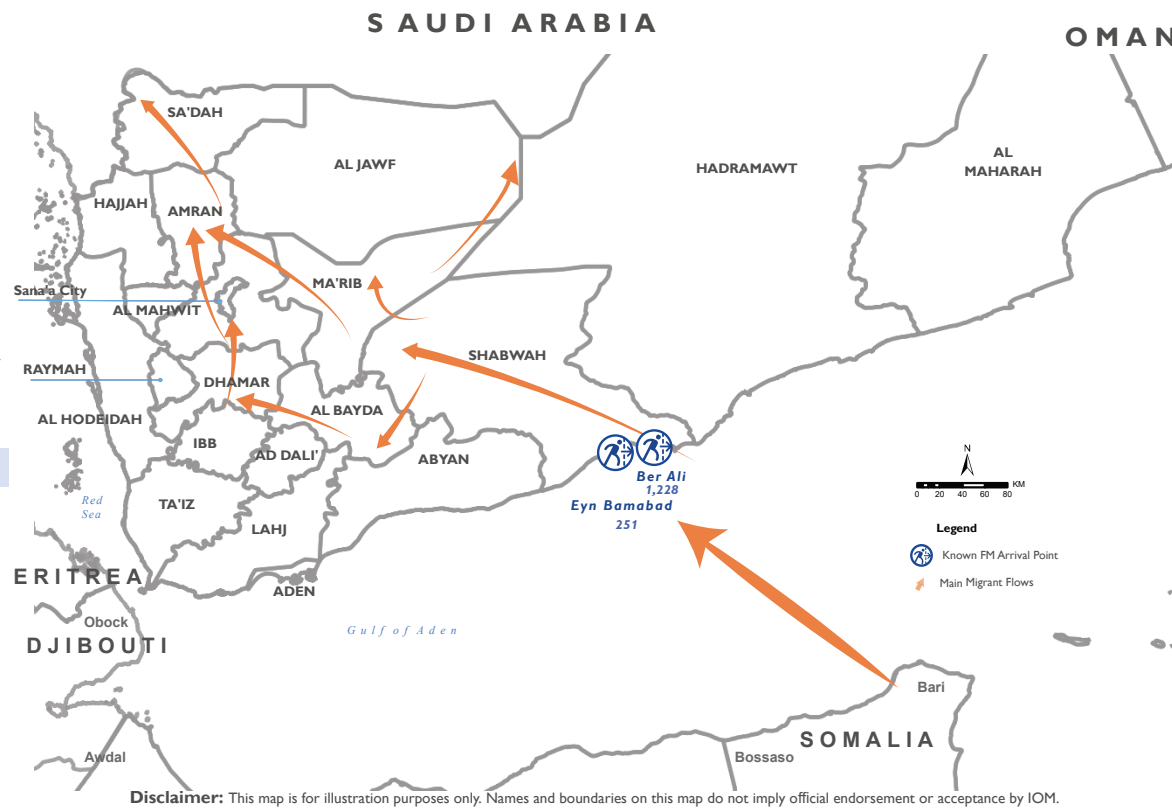 SAUDI ARABIA
OMAN
SA'DAH
AL JAWF
HADRAMAWT
AL
MAHARAH
HAJJAH
AMRAN
MA'RIB
Sana'a City
AL MAHWIT
SHABWAH
RAYMAH
DHAMAR
AL BAYDA
AL HODEIDAH
IBB
AD DALI'
ABYAN
Ber Ali
1,228
Eyn Bamabad
251
TA'IZ
Red
Sea
LAHJ
N
0 20 40 60 80 KM
Legend
Known FM Arrival Point
Main Migrant Flows
ERITREA
ADEN
Obock
Gulf of Aden
DJIBOUTI
Bari
SOMALIA
Awdal
Bossaso
Disclaimer: This map is for illustration purposes only. Names and boundaries on this map do not imply official endorsement or acceptance by IOM.